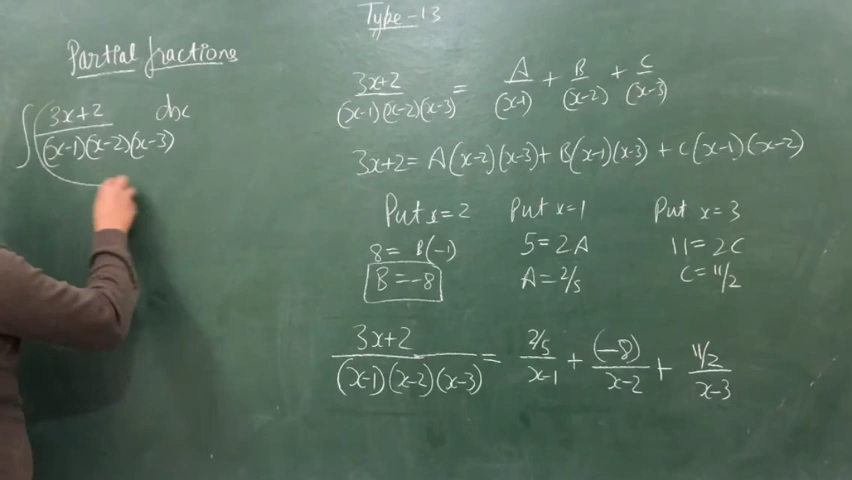 Type-13
Partial fractions
∫ 3x+2 / (x-1)(x-2)(x-3) dx
3x+2 / (x-1)(x-2)(x-3) = A / (x-1) + B / (x-2) + C / (x-3)
3x+2 = A(x-2)(x-3) + B(x-1)(x-3) + C(x-1)(x-2)
Put x=2
8 = B(-1)
B = -8
Put x=1
5 = 2A
A = 2/5
Put x=3
11 = 2C
C = 11/2
3x+2 / (x-1)(x-2)(x-3) = 2/5 / x-1 + (-8) / x-2 + 11/2 / x-3